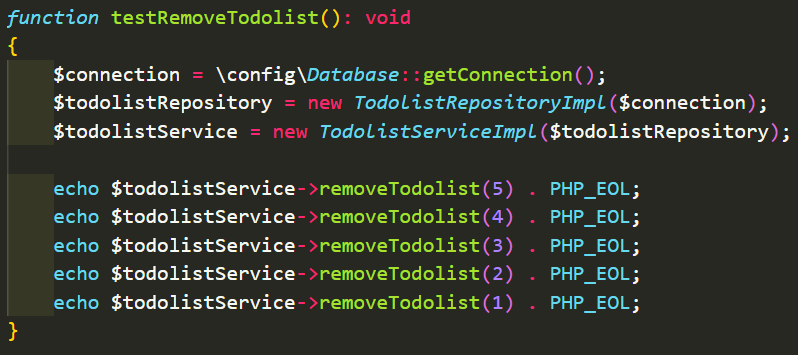 function testRemoveTodolist(): void
{
    $connection = \config\Database::getConnection();
    $todolistRepository = new TodolistRepositoryImpl($connection);
    $todolistService = new TodolistServiceImpl($todolistRepository);

    echo $todolistService->removeTodolist(5) . PHP_EOL;
    echo $todolistService->removeTodolist(4) . PHP_EOL;
    echo $todolistService->removeTodolist(3) . PHP_EOL;
    echo $todolistService->removeTodolist(2) . PHP_EOL;
    echo $todolistService->removeTodolist(1) . PHP_EOL;
}